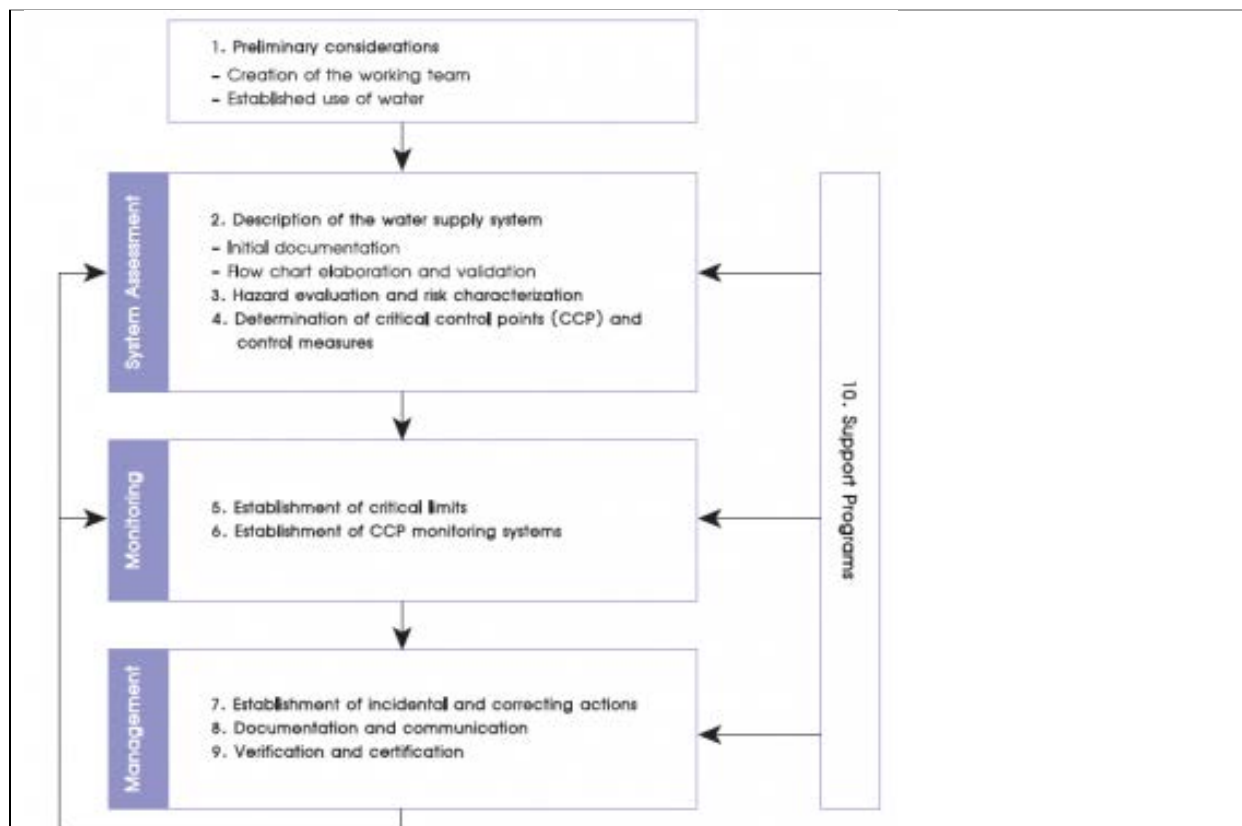 1. Preliminary considerations
- Creation of the working team
- Established use of water
System Assessment
2. Description of the water supply system
- Initial documentation
- Flow chart elaboration and validation
3. Hazard evaluation and risk characterization
4. Determination of critical control points (CCP) and
control measures
Monitoring
5. Establishment of critical limits
6. Establishment of CCP monitoring systems
Management
7. Establishment of incidental and correcting actions
8. Documentation and communication
9. Verification and certification
10. Support Programs